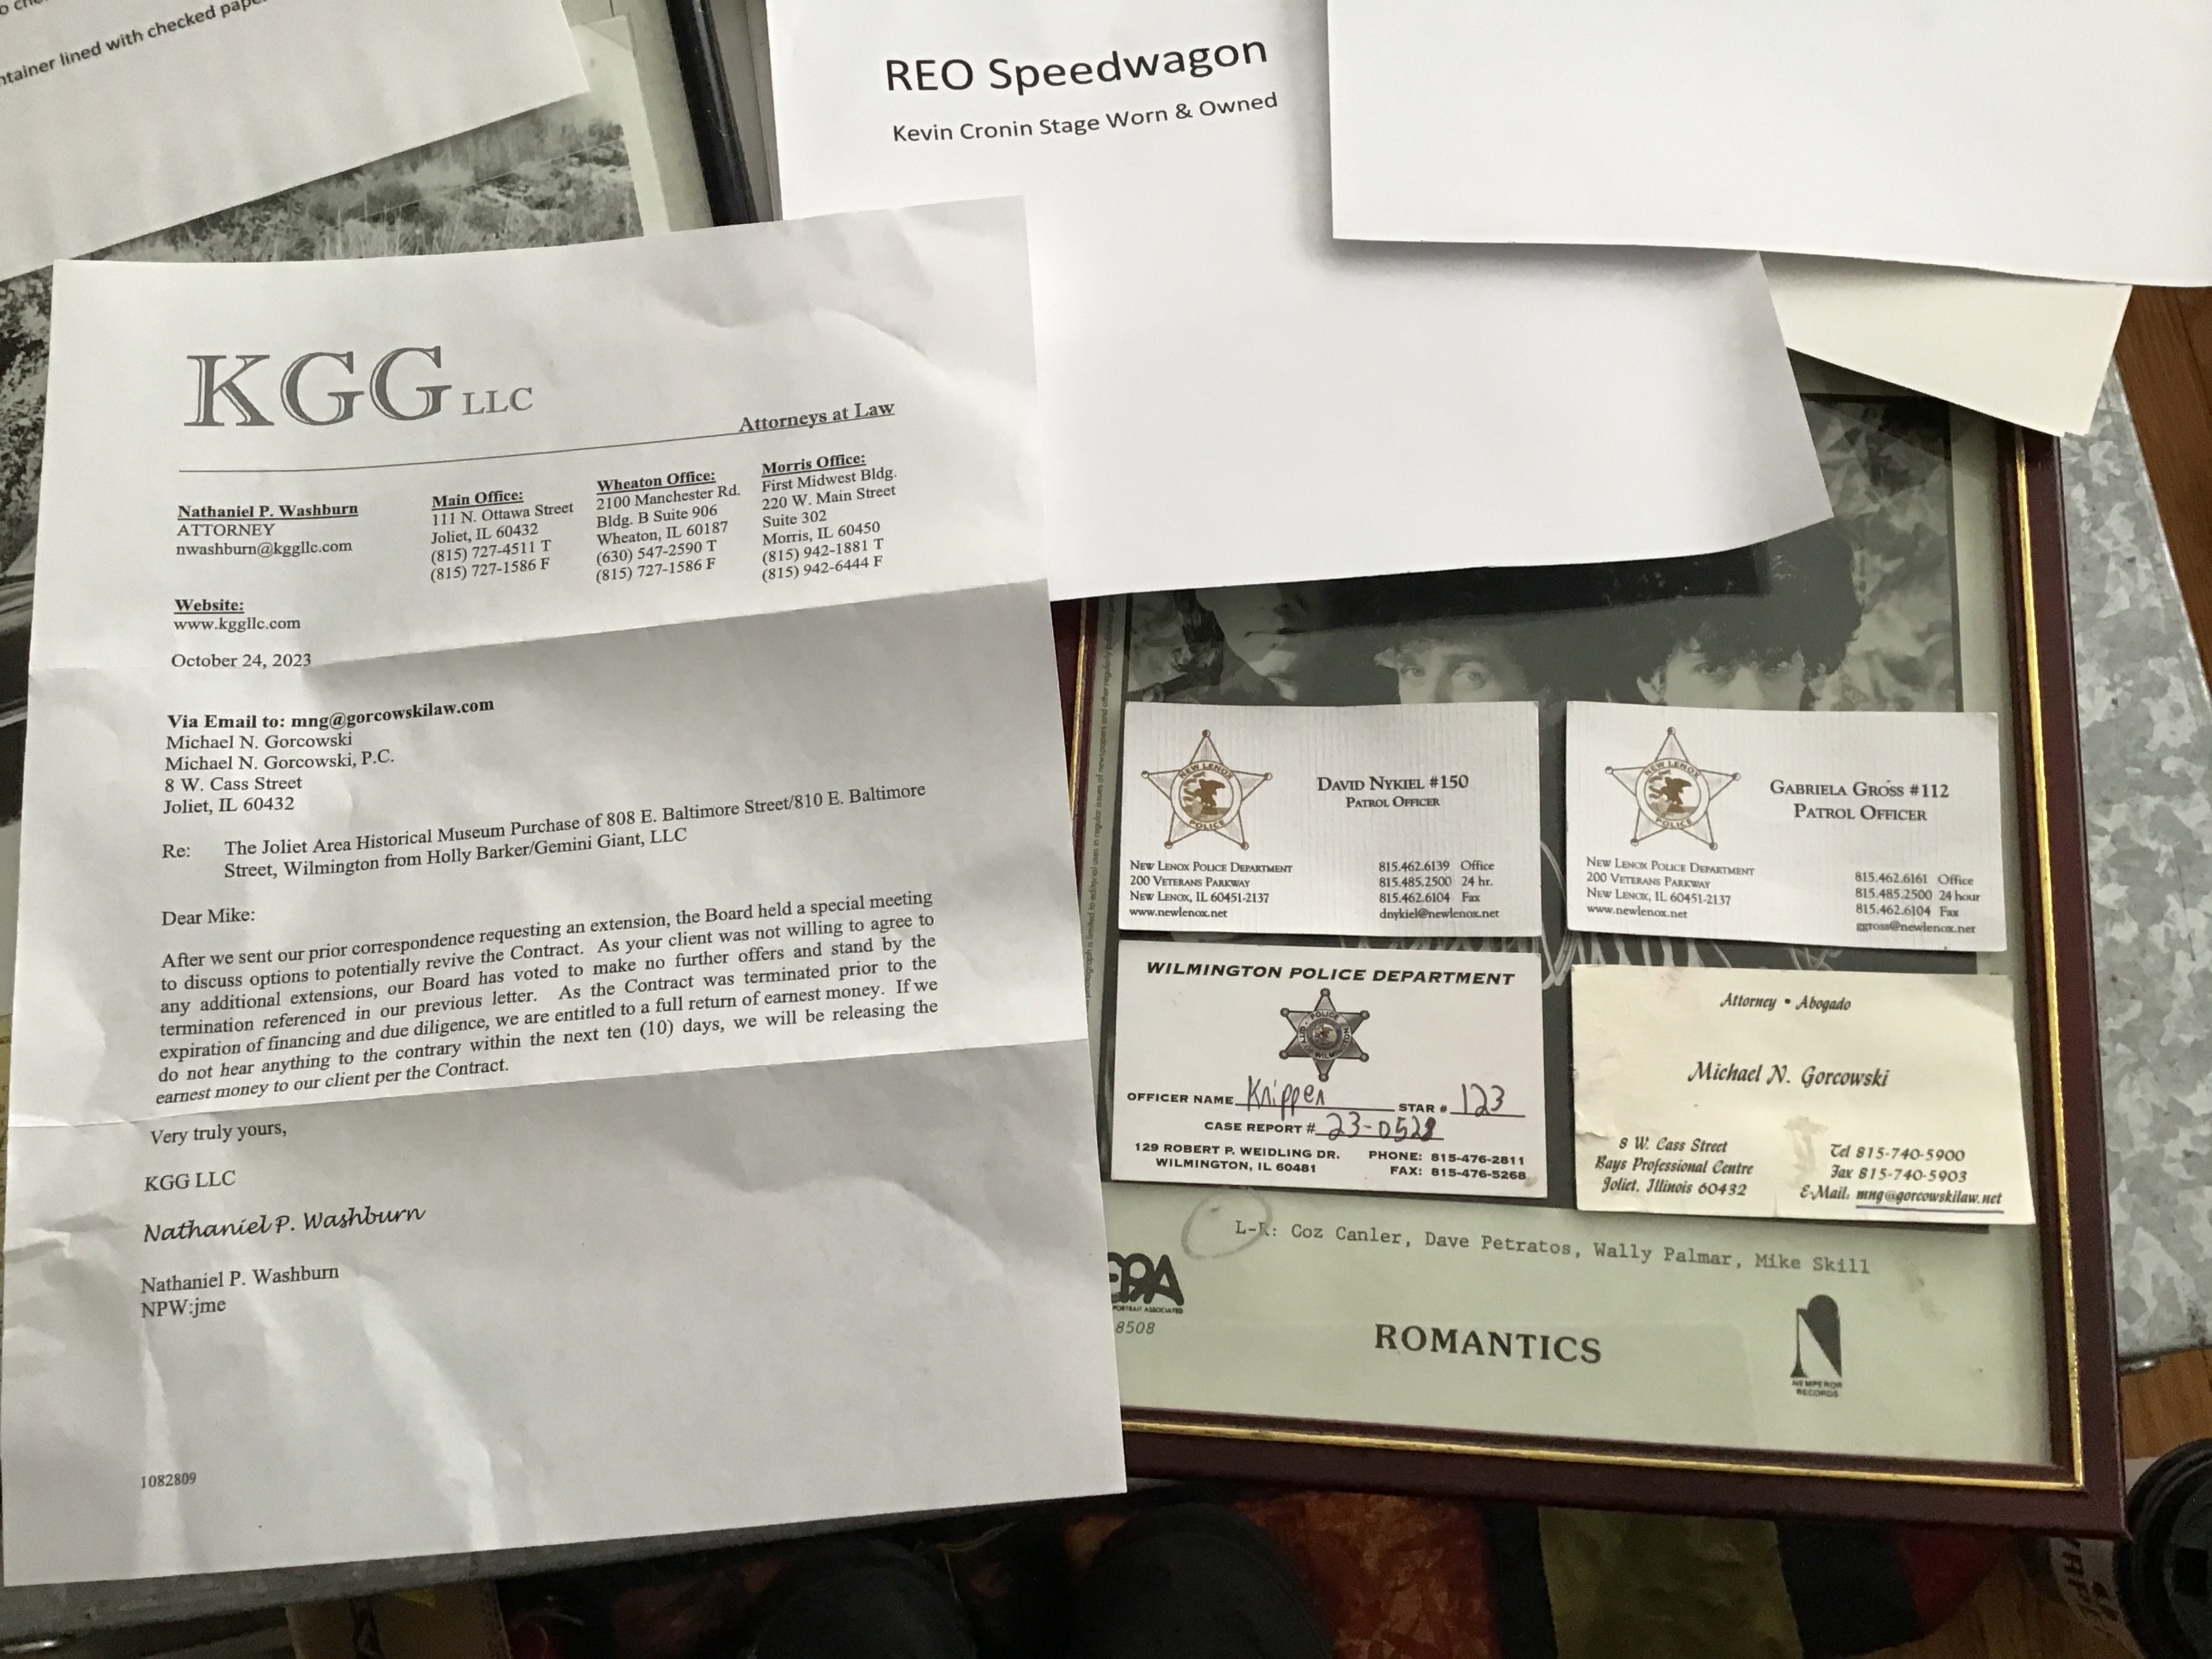 ntainer lined with checked pape
REO Speedwagon
Kevin Cronin Stage Worn & Owned
KGG LLC
Attorneys at Law
Nathaniel P. Washburn
ATTORNEY
nwashburn@kggllc.com
Main Office:
111 N. Ottawa Street
Joliet, IL 60432
(815) 727-4511 T
(815) 727-1586 F
Wheaton Office:
2100 Manchester Rd.
Bldg. B Suite 906
Wheaton, IL 60187
(630) 547-2590 T
(815) 727-1586 F
Morris Office:
First Midwest Bldg.
220 W. Main Street
Suite 302
Morris, IL 60450
(815) 942-1881 T
(815) 942-6444 F
Website:
www.kggllc.com
October 24, 2023
Via Email to: mng@gorcowskilaw.com
Michael N. Gorcowski
Michael N. Gorcowski, P.C.
8 W. Cass Street
Joliet, IL 60432
Re: The Joliet Area Historical Museum Purchase of 808 E. Baltimore Street/810 E. Baltimore
Street, Wilmington from Holly Barker/Gemini Giant, LLC
Dear Mike:
After we sent our prior correspondence requesting an extension, the Board held a special meeting
to discuss options to potentially revive the Contract. As your client was not willing to agree to
any additional extensions, our Board has voted to make no further offers and stand by the
termination referenced in our previous letter. As the Contract was terminated prior to the
expiration of financing and due diligence, we are entitled to a full return of earnest money. If we
do not hear anything to the contrary within the next ten (10) days, we will be releasing the
earnest money to our client per the Contract.
Very truly yours,
KGG LLC
Nathaniel P. Washburn
Nathaniel P. Washburn
NPW:jme
1082809
NEW LENOX
POLICE
DAVID NYKIEL #150
PATROL OFFICER
NEW LENOX POLICE DEPARTMENT
200 VETERANS PARKWAY
NEW LENOX, IL 60451-2137
www.newlenox.net
815.462.6139 Office
815.485.2500 24 hr.
815.462.6104 Fax
dnykiel@newlenox.net
NEW LENOX
POLICE
GABRIELA GROSS #112
PATROL OFFICER
NEW LENOX POLICE DEPARTMENT
200 VETERANS PARKWAY
NEW LENOX, IL 60451-2137
www.newlenox.net
815.462.6161 Office
815.485.2500 24 hour
815.462.6104 Fax
ggross@newlenox.net
WILMINGTON POLICE DEPARTMENT
POLICE
CITY OF WILMINGTON
OFFICER NAME Knippen STAR # 123
CASE REPORT # 23-0528
129 ROBERT P. WEIDLING DR.
WILMINGTON, IL 60481
PHONE: 815-476-2811
FAX: 815-476-5268
Attorney • Abogado
Michael N. Gorcowski
8 W. Cass Street
Bays Professional Centre
Joliet, Illinois 60432
Tel 815-740-5900
Fax 815-740-5903
E-Mail: mng@gorcowskilaw.net
L-R: Coz Canler, Dave Petratos, Wally Palmar, Mike Skill
PORTRAIT ASSOCIATED
8508
ROMANTICS
NEMPEROR
RECORDS